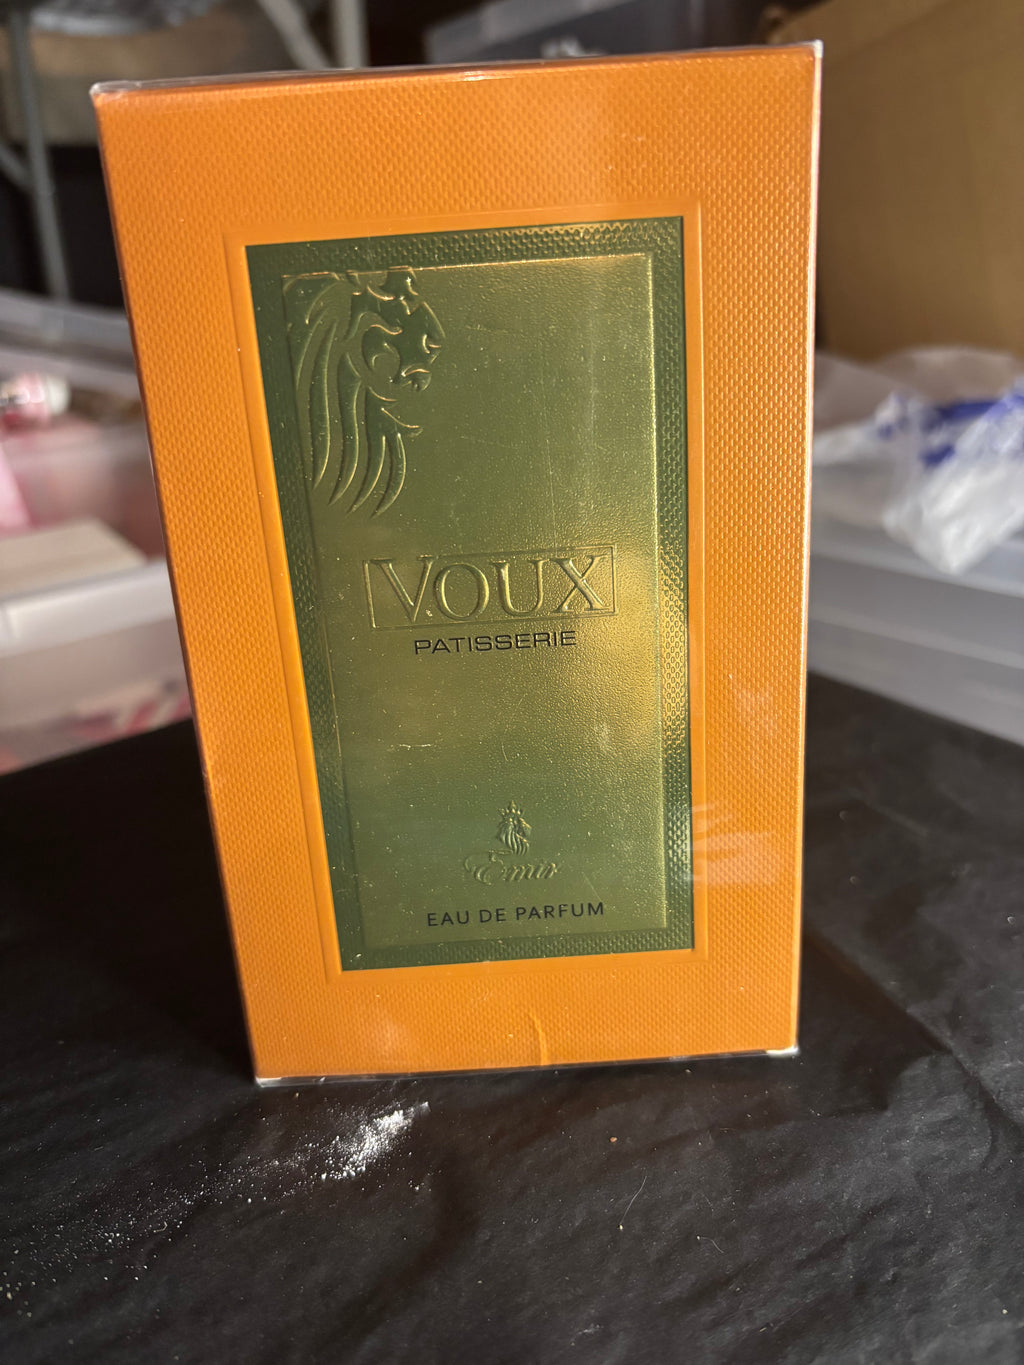 VOUX
PATISSERIE
Emir
EAU DE PARFUM